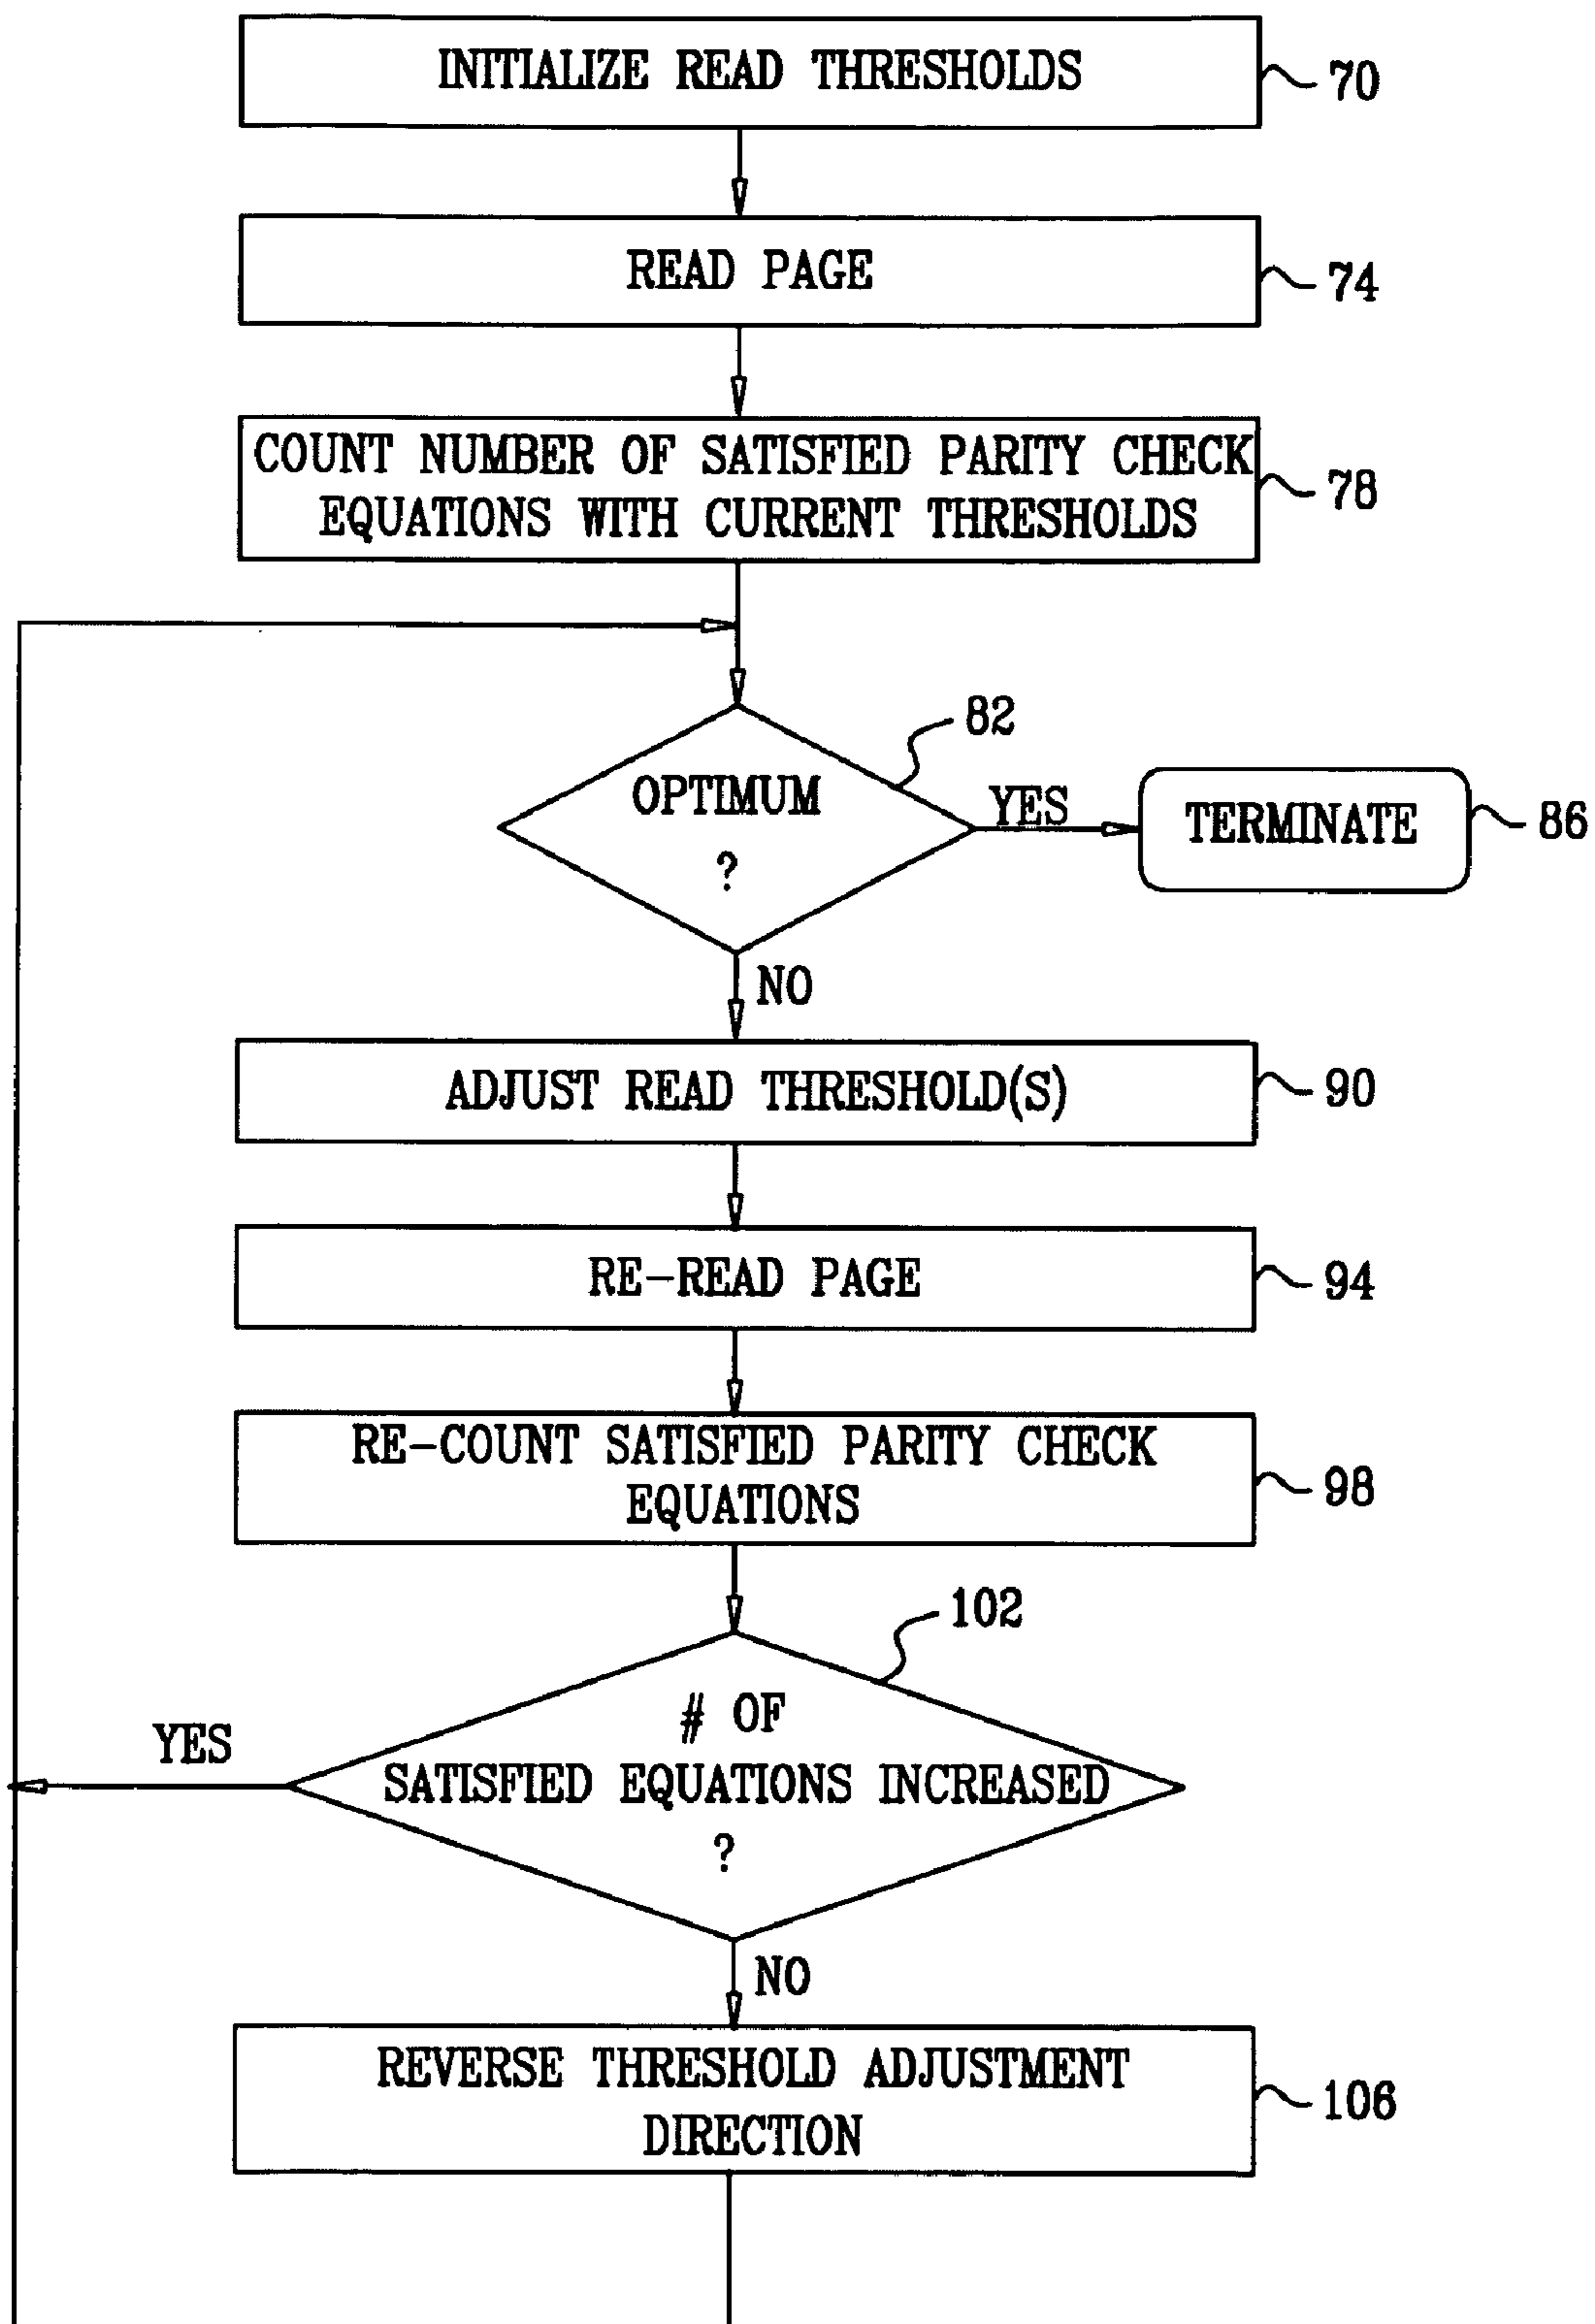 INITIALIZE READ THRESHOLDS
70
READ PAGE
74
COUNT NUMBER OF SATISFIED PARITY CHECK
EQUATIONS WITH CURRENT THRESHOLDS
78
82
OPTIMUM
?
YES
TERMINATE
86
NO
ADJUST READ THRESHOLD(S)
90
RE-READ PAGE
94
RE-COUNT SATISFIED PARITY CHECK
EQUATIONS
98
102
# OF
SATISFIED EQUATIONS INCREASED
?
YES
NO
REVERSE THRESHOLD ADJUSTMENT
DIRECTION
106